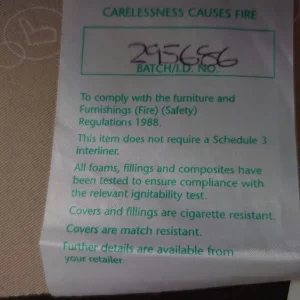 CARELESSNESS CAUSES FIRE
295656
BATCH/I.D. NO.
To comply with the furniture and
Furnishings (Fire) (Safety)
Regulations 1988.
This item does not require a Schedule 3
interliner.
All foams, fillings and composites have
been tested to ensure compliance with
the relevant ignitability test.
Covers and fillings are cigarette resistant.
Covers are match resistant.
Further details are available from
your retailer